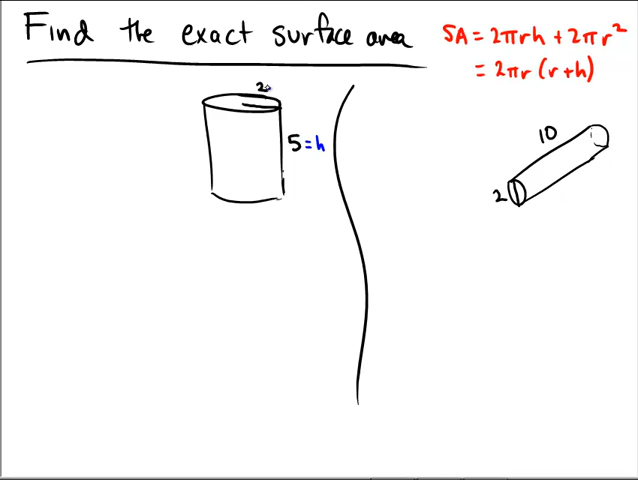 Find the exact surface area
SA = 2πrh + 2πr²
= 2πr (r+h)
2
5 = h
10
2